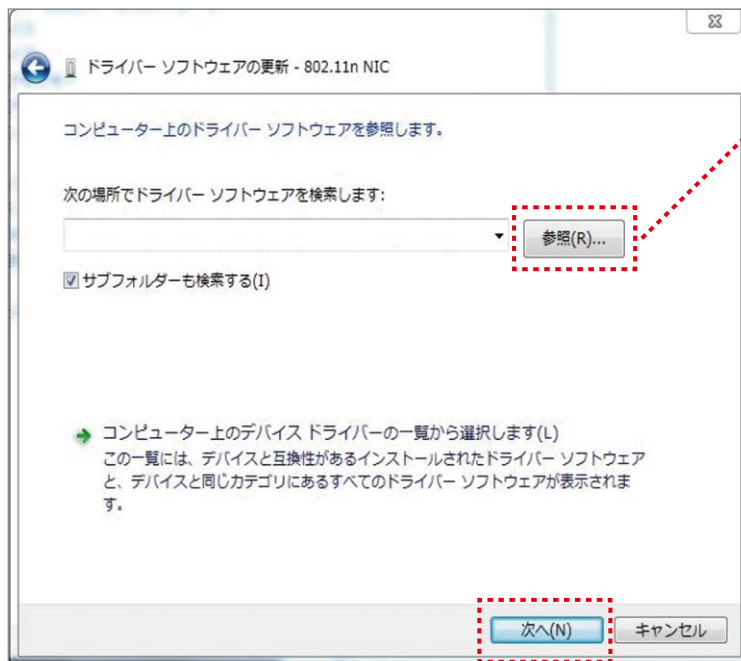 ドライバー ソフトウェアの更新 - 802.11n NIC
コンピューター上のドライバー ソフトウェアを参照します。
次の場所でドライバー ソフトウェアを検索します:
参照(R)...
サブフォルダーも検索する(I)
コンピューター上のデバイス ドライバーの一覧から選択します(L)
この一覧には、デバイスと互換性があるインストールされたドライバー ソフトウェア
と、デバイスと同じカテゴリにあるすべてのドライバー ソフトウェアが表示されま
す。
次へ(N) キャンセル